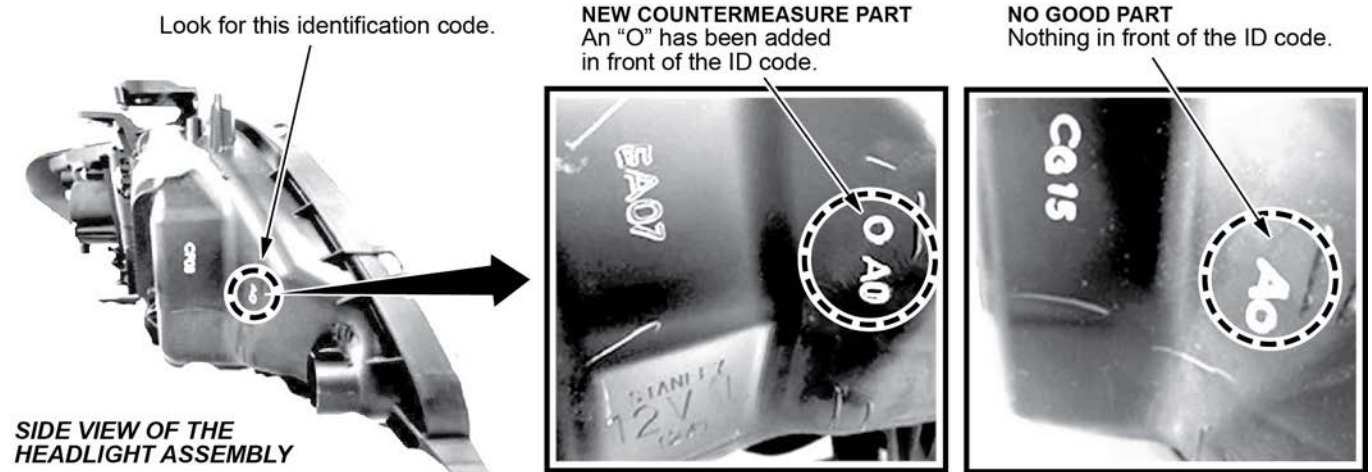 Look for this identification code.
NEW COUNTERMEASURE PART
An “O” has been added
in front of the ID code.
NO GOOD PART
Nothing in front of the ID code.
A0
EA07
O A0
STANLEY
12V
CG15
A0
SIDE VIEW OF THE
HEADLIGHT ASSEMBLY